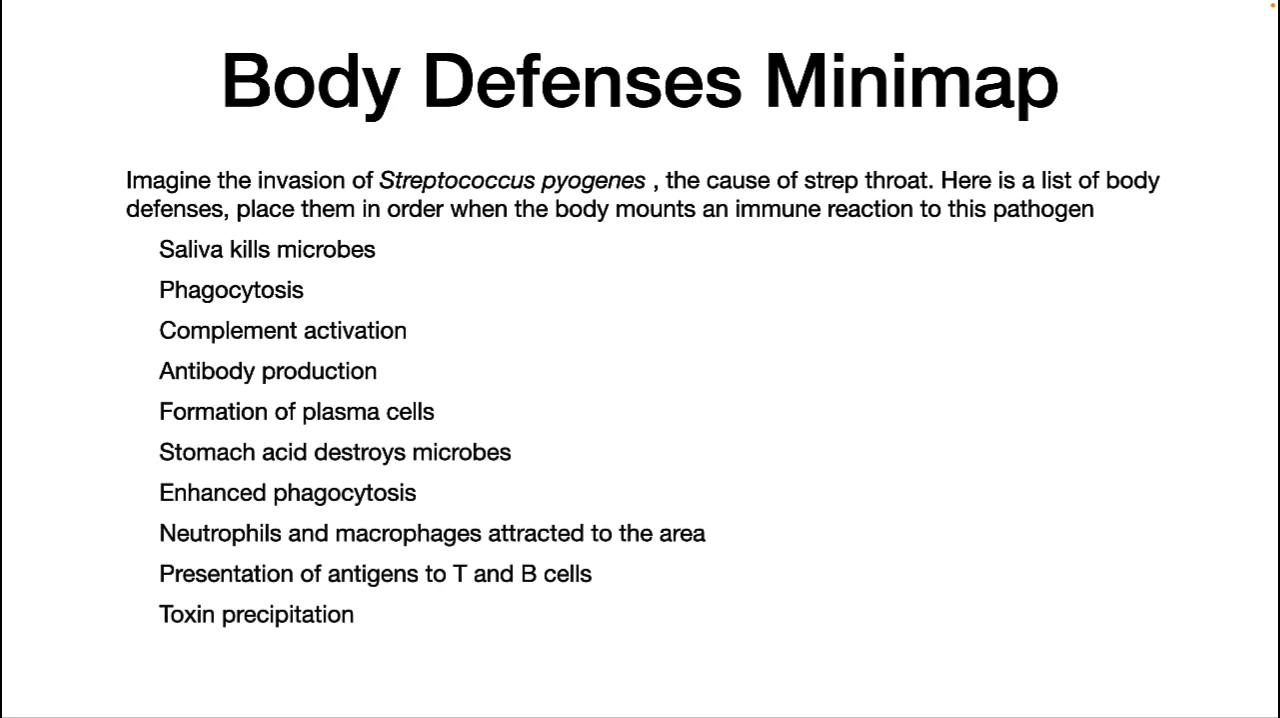 Body Defenses Minimap
Imagine the invasion of Streptococcus pyogenes , the cause of strep throat. Here is a list of body
defenses, place them in order when the body mounts an immune reaction to this pathogen
Saliva kills microbes
Phagocytosis
Complement activation
Antibody production
Formation of plasma cells
Stomach acid destroys microbes
Enhanced phagocytosis
Neutrophils and macrophages attracted to the area
Presentation of antigens to T and B cells
Toxin precipitation